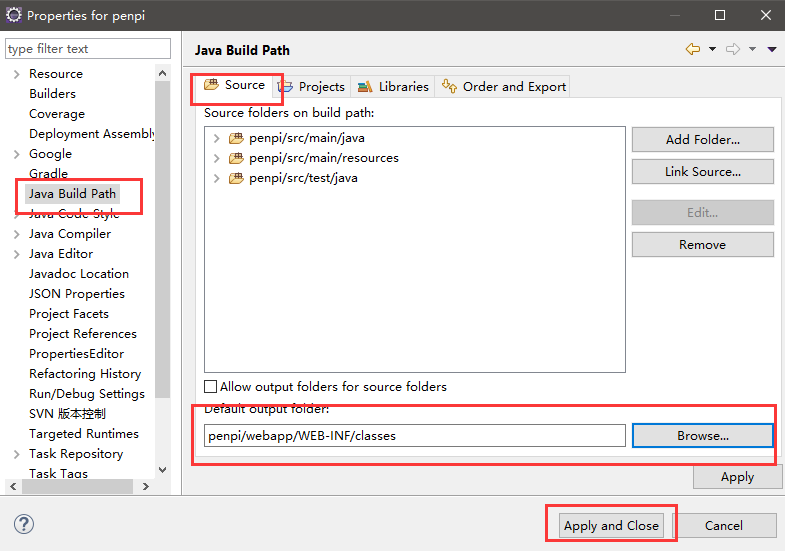 Properties for penpi
type filter text
Resource
Builders
Coverage
Deployment Assembly
Google
Gradle
Java Build Path
Java Code Style
Java Compiler
Java Editor
Javadoc Location
JSON Properties
Project Facets
Project References
PropertiesEditor
Refactoring History
Run/Debug Settings
SVN 版本控制
Targeted Runtimes
Task Repository
Task Tags
Java Build Path
Source Projects Libraries Order and Export
Source folders on build path:
penpi/src/main/java
penpi/src/main/resources
penpi/src/test/java
Add Folder...
Link Source...
Edit...
Remove
Allow output folders for source folders
Default output folder:
penpi/webapp/WEB-INF/classes
Browse...
Apply
Apply and Close
Cancel